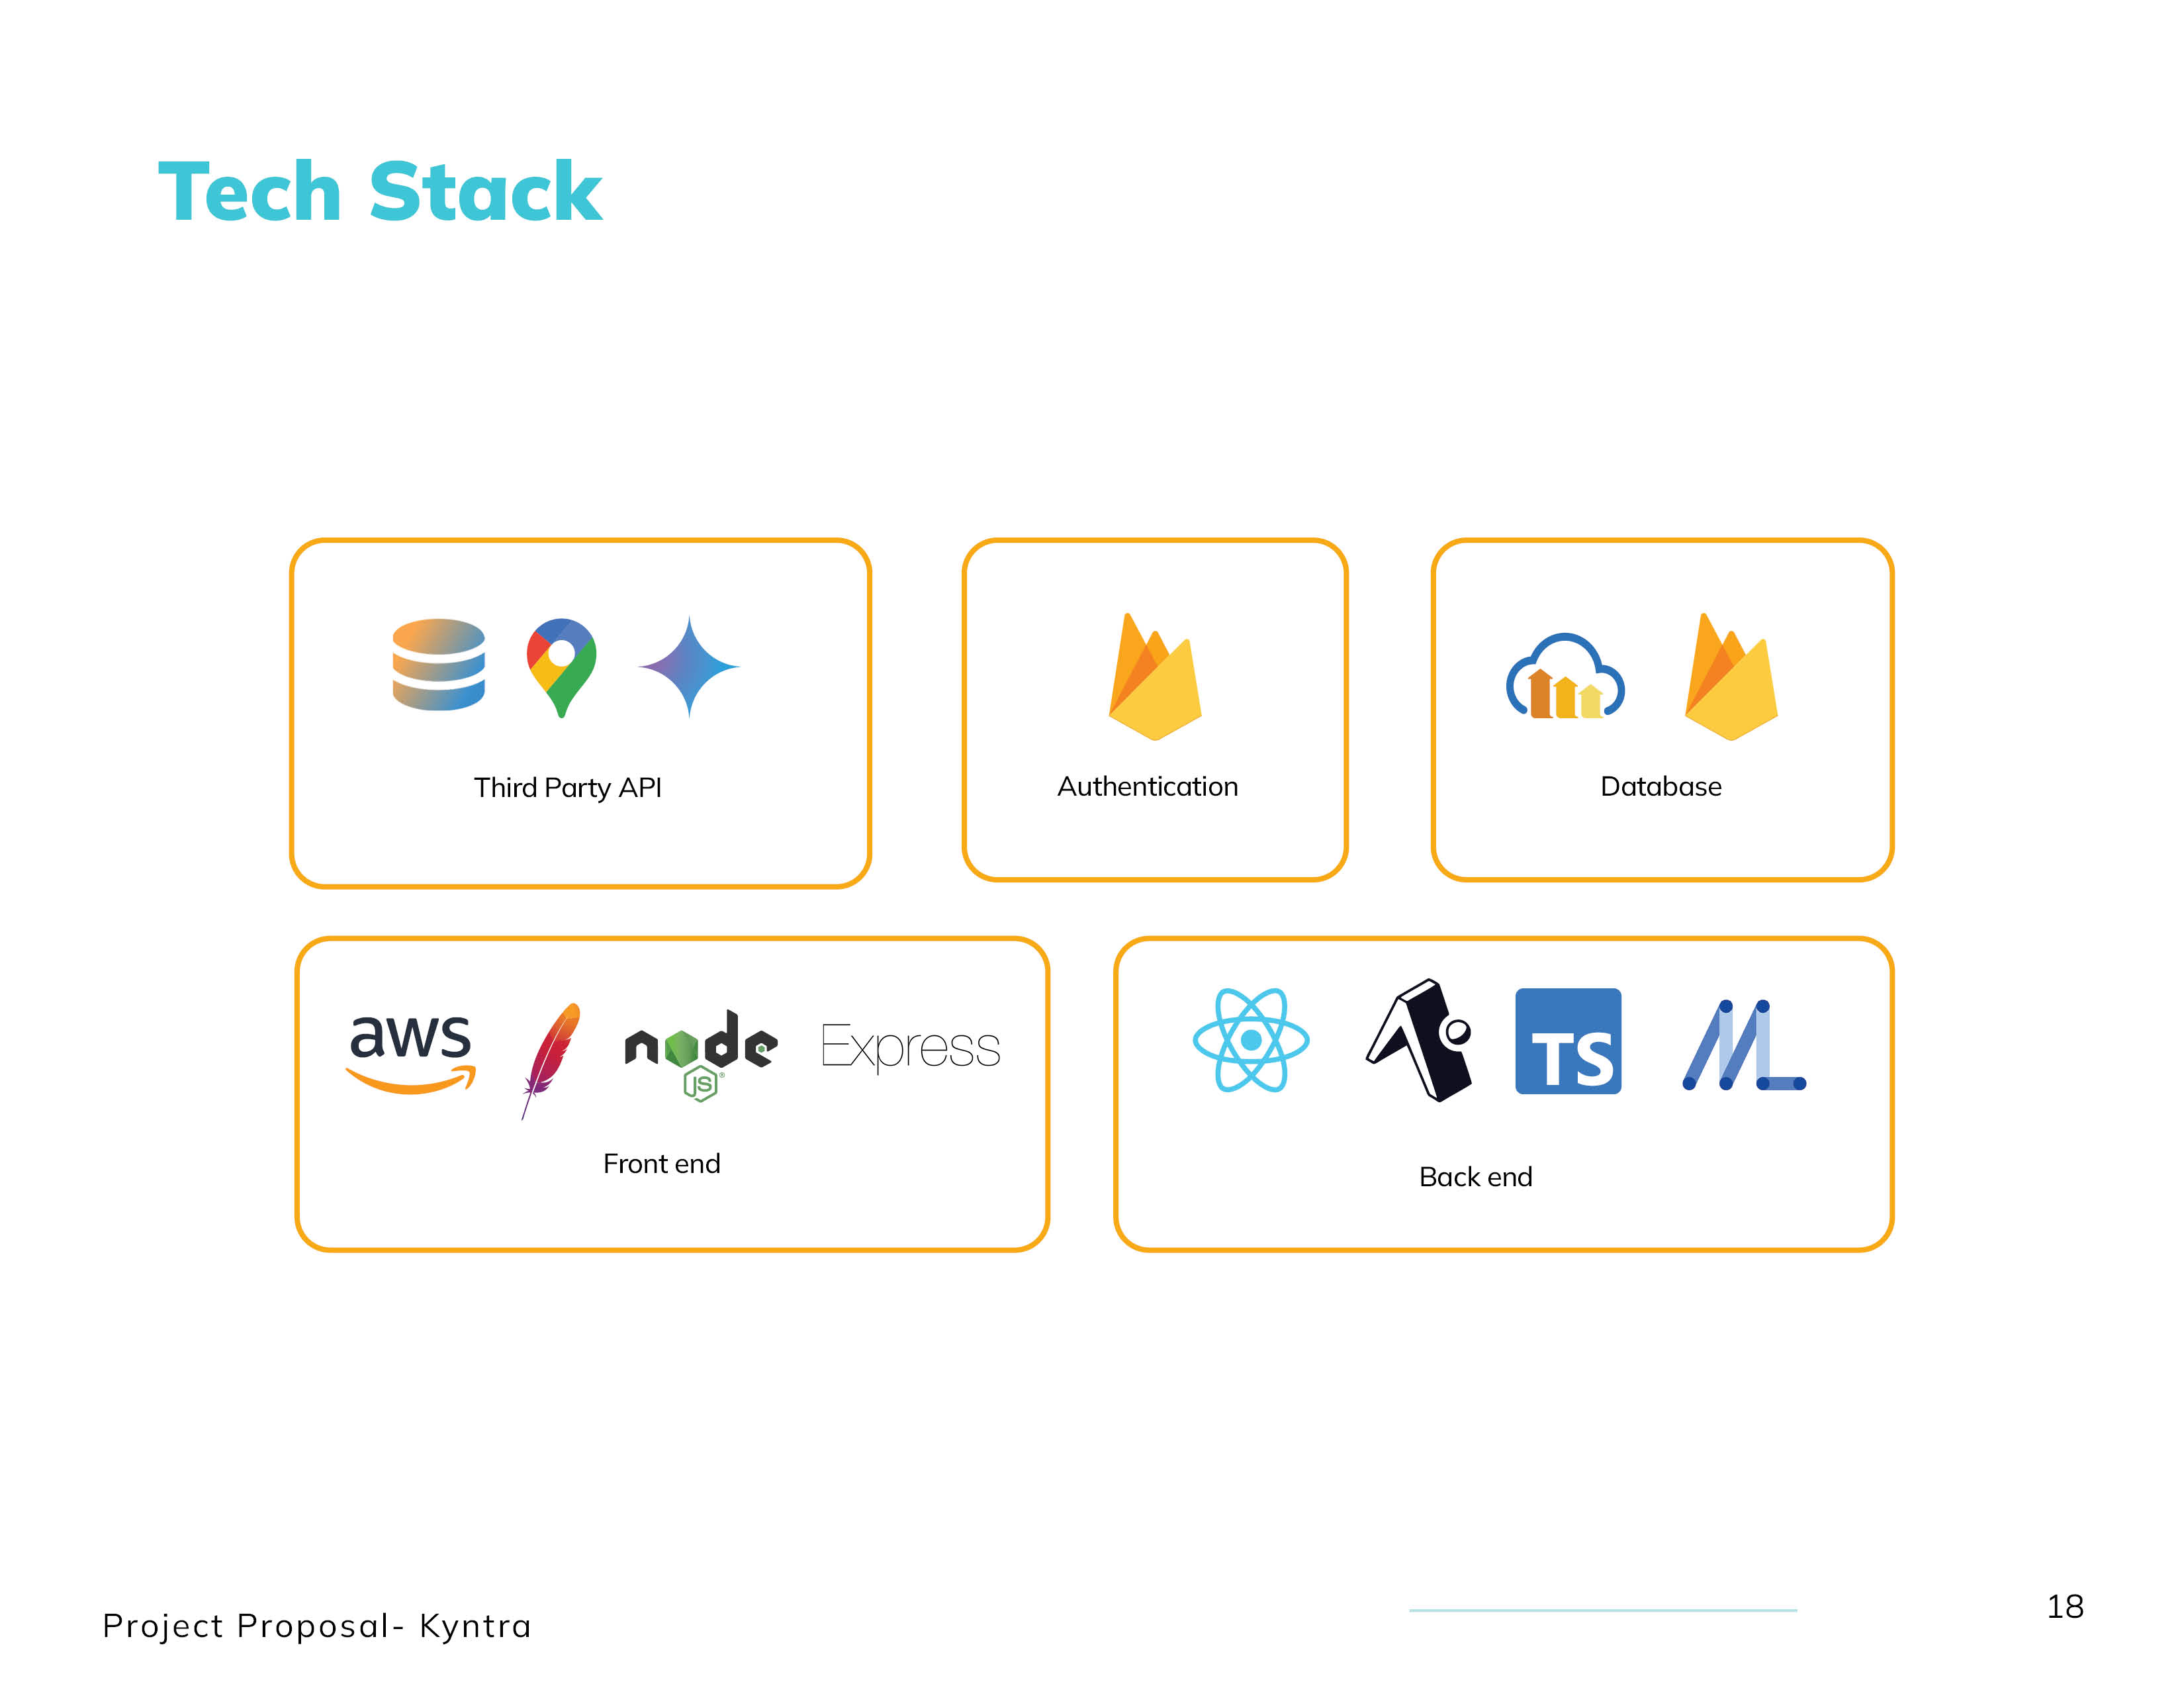 Tech Stack
Third Party API
Authentication
Database
aws
node
JS
Express
TS
Front end
Back end
Project Proposal- Kyntra
18